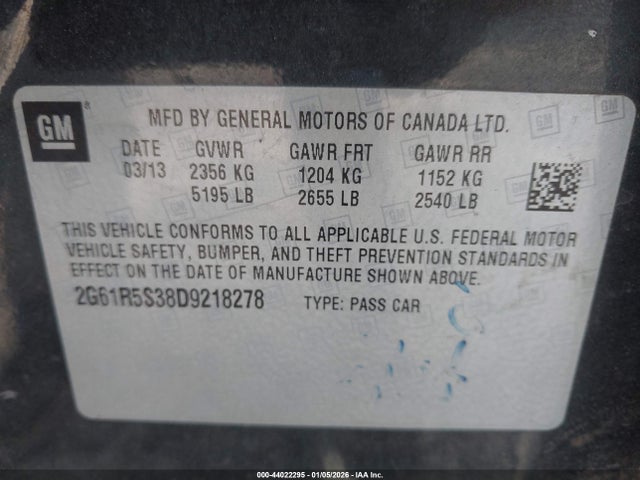 GM ®
MFD BY GENERAL MOTORS OF CANADA LTD.
DATE GVWR GAWR FRT GAWR RR
03/13 2356 KG 1204 KG 1152 KG
5195 LB 2655 LB 2540 LB
THIS VEHICLE CONFORMS TO ALL APPLICABLE U.S. FEDERAL MOTOR
VEHICLE SAFETY, BUMPER, AND THEFT PREVENTION STANDARDS IN
EFFECT ON THE DATE OF MANUFACTURE SHOWN ABOVE.
2G61R5S38D9218278 TYPE: PASS CAR
000-44022295 - 01/05/2026 - IAA Inc.